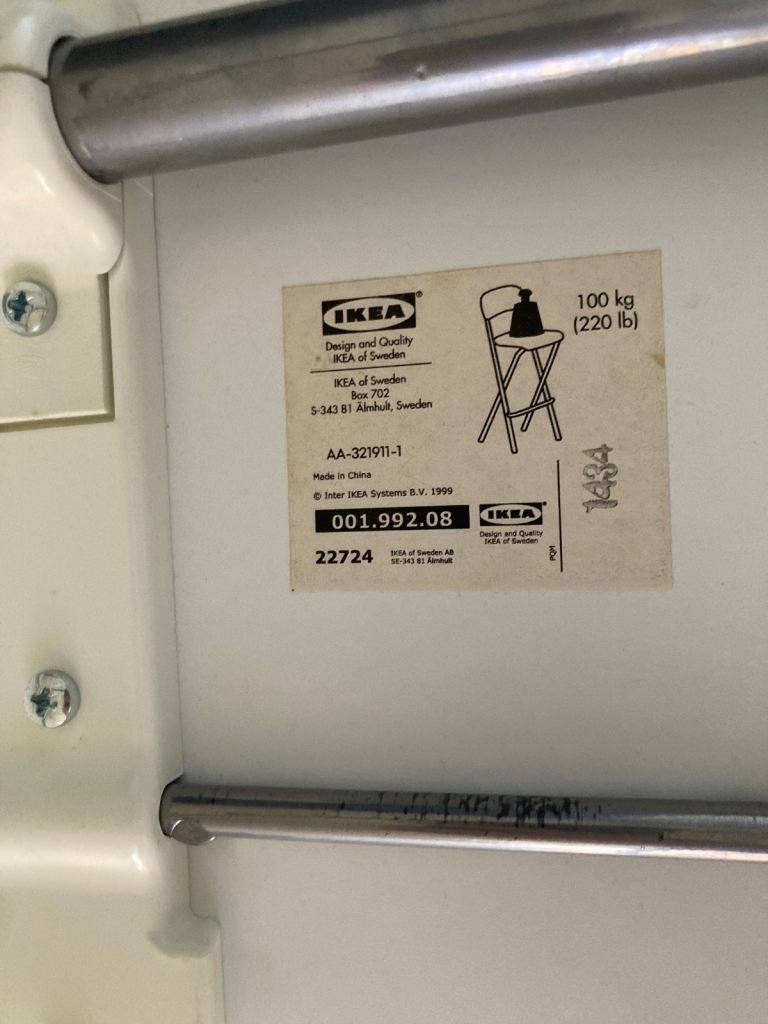 IKEA®
Design and Quality
IKEA of Sweden
IKEA of Sweden
Box 702
S-343 81 Älmhult, Sweden
AA-321911-1
Made in China
© Inter IKEA Systems B.V. 1999
001.992.08
22724
IKEA of Sweden AB
SE-343 81 Älmhult
IKEA®
Design and Quality
IKEA of Sweden
PQM
100 kg
(220 lb)
1434